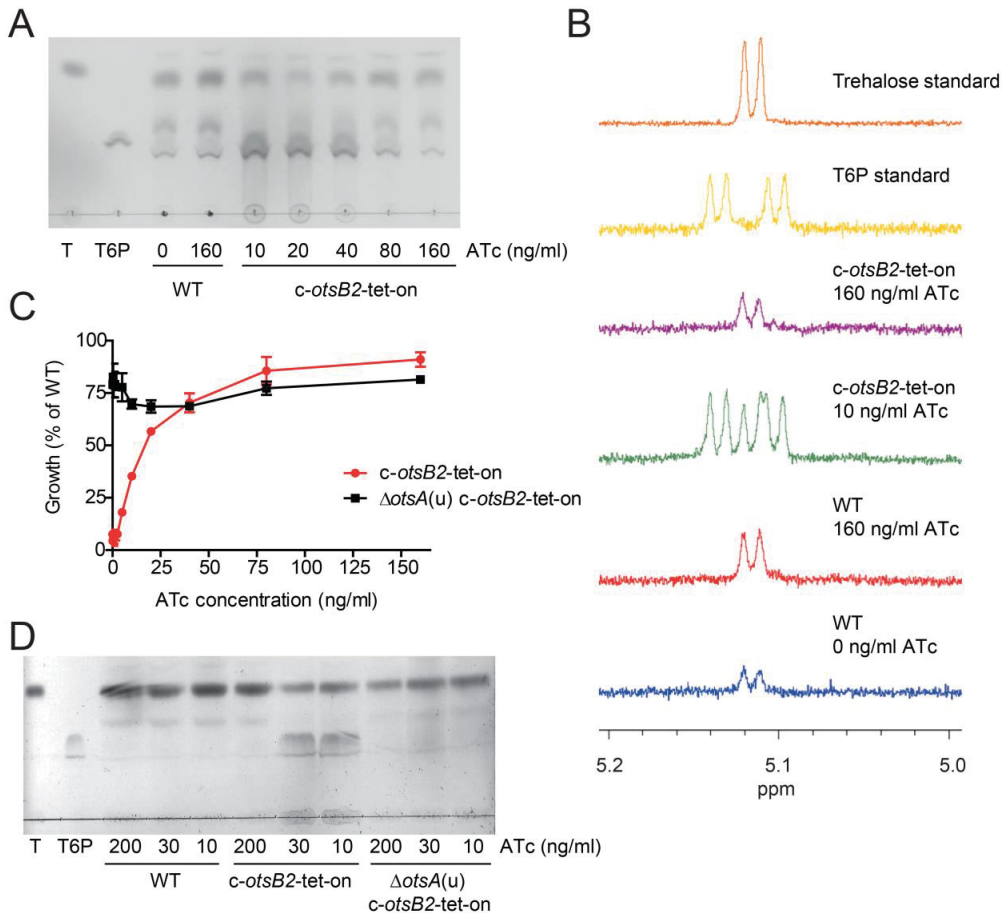 A
T T6P 0 160 10 20 40 80 160 ATc (ng/ml)
WT c-otsB2-tet-on
B
Trehalose standard
T6P standard
c-otsB2-tet-on
160 ng/ml ATc
c-otsB2-tet-on
10 ng/ml ATc
WT
160 ng/ml ATc
WT
0 ng/ml ATc
5.2 5.1 5.0
ppm
C
Growth (% of WT)
100
75
50
25
0
0 25 50 75 100 125 150
ATc concentration (ng/ml)
c-otsB2-tet-on
ΔotsA(u) c-otsB2-tet-on
D
T T6P 200 30 10 200 30 10 200 30 10 ATc (ng/ml)
WT c-otsB2-tet-on ΔotsA(u)
c-otsB2-tet-on